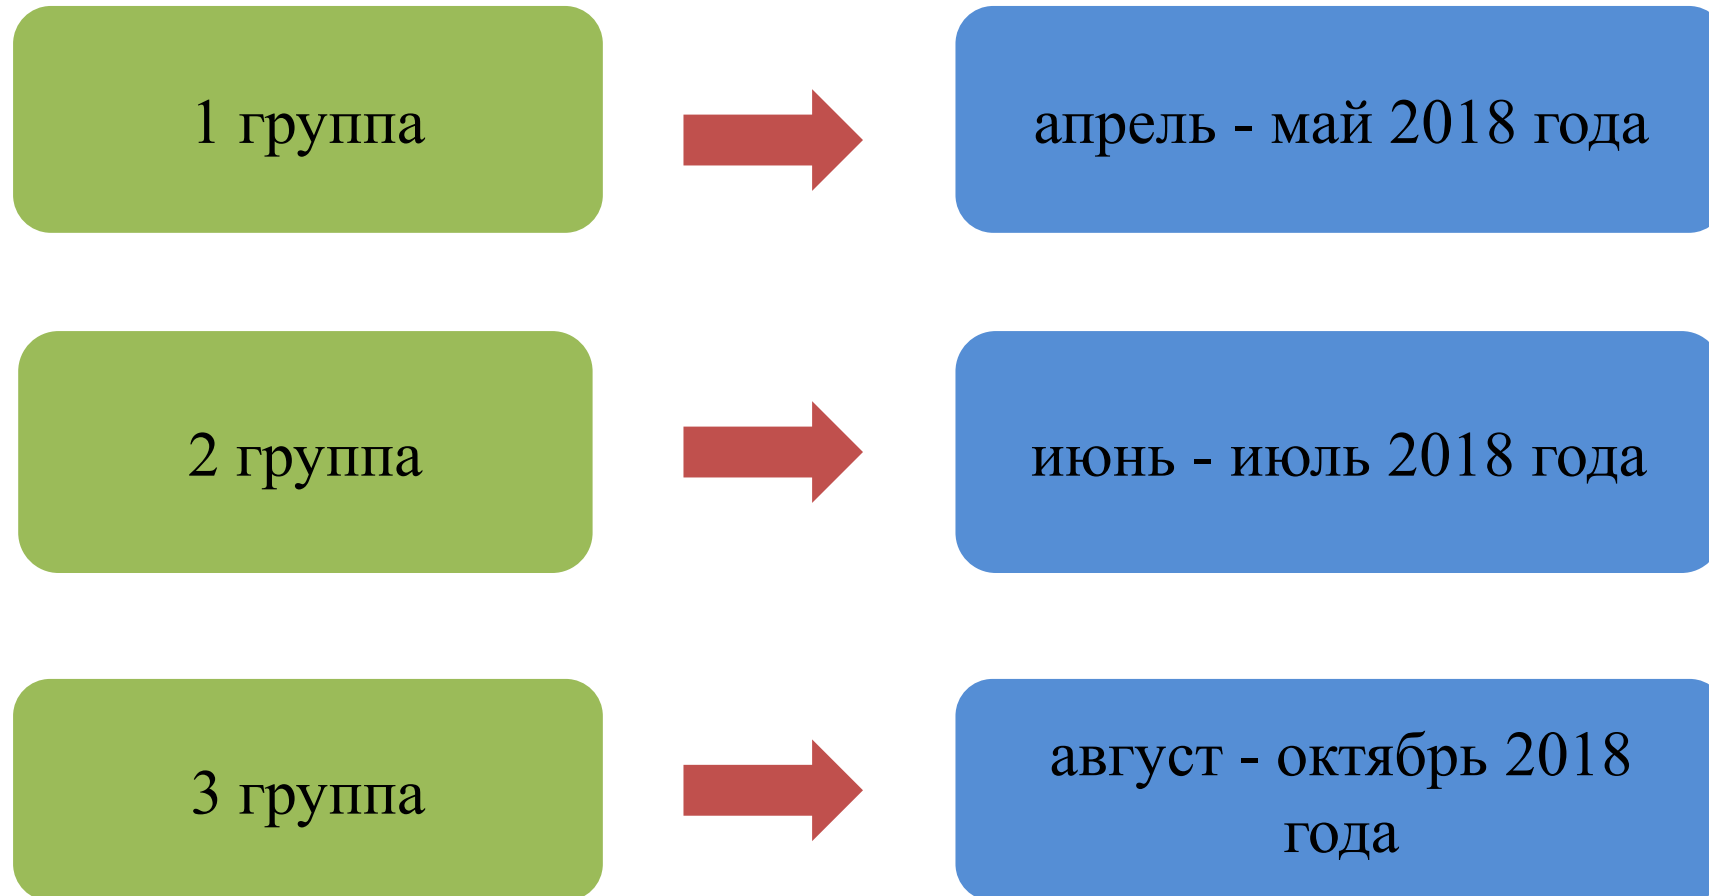 1 группа
апрель - май 2018 года
2 группа
июнь - июль 2018 года
3 группа
август - октябрь 2018
года